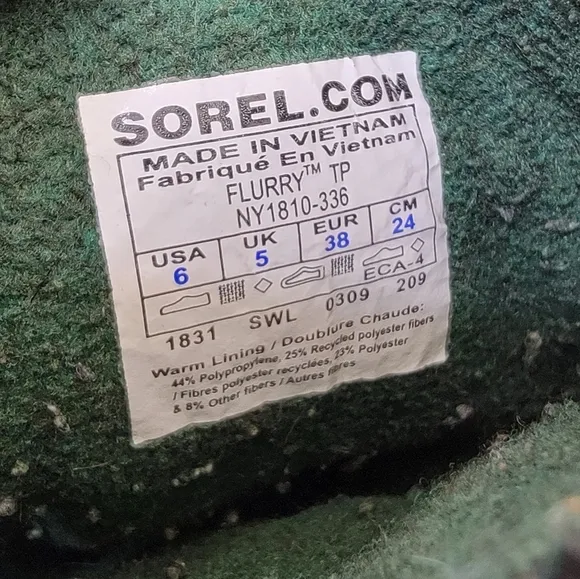 SOREL.COM
MADE IN VIETNAM
Fabriqué En Vietnam
FLURRY™ TP
NY1810-336
USA UK EUR CM
6 5 38 24
ECA-4
1831 SWL 0309 209
Warm Lining / Doublure Chaude:
44% Polypropylene, 25% Recycled polyester fibers
/ Fibres polyester recyclées, 23% Polyester
& 8% Other fibers / Autres fibres